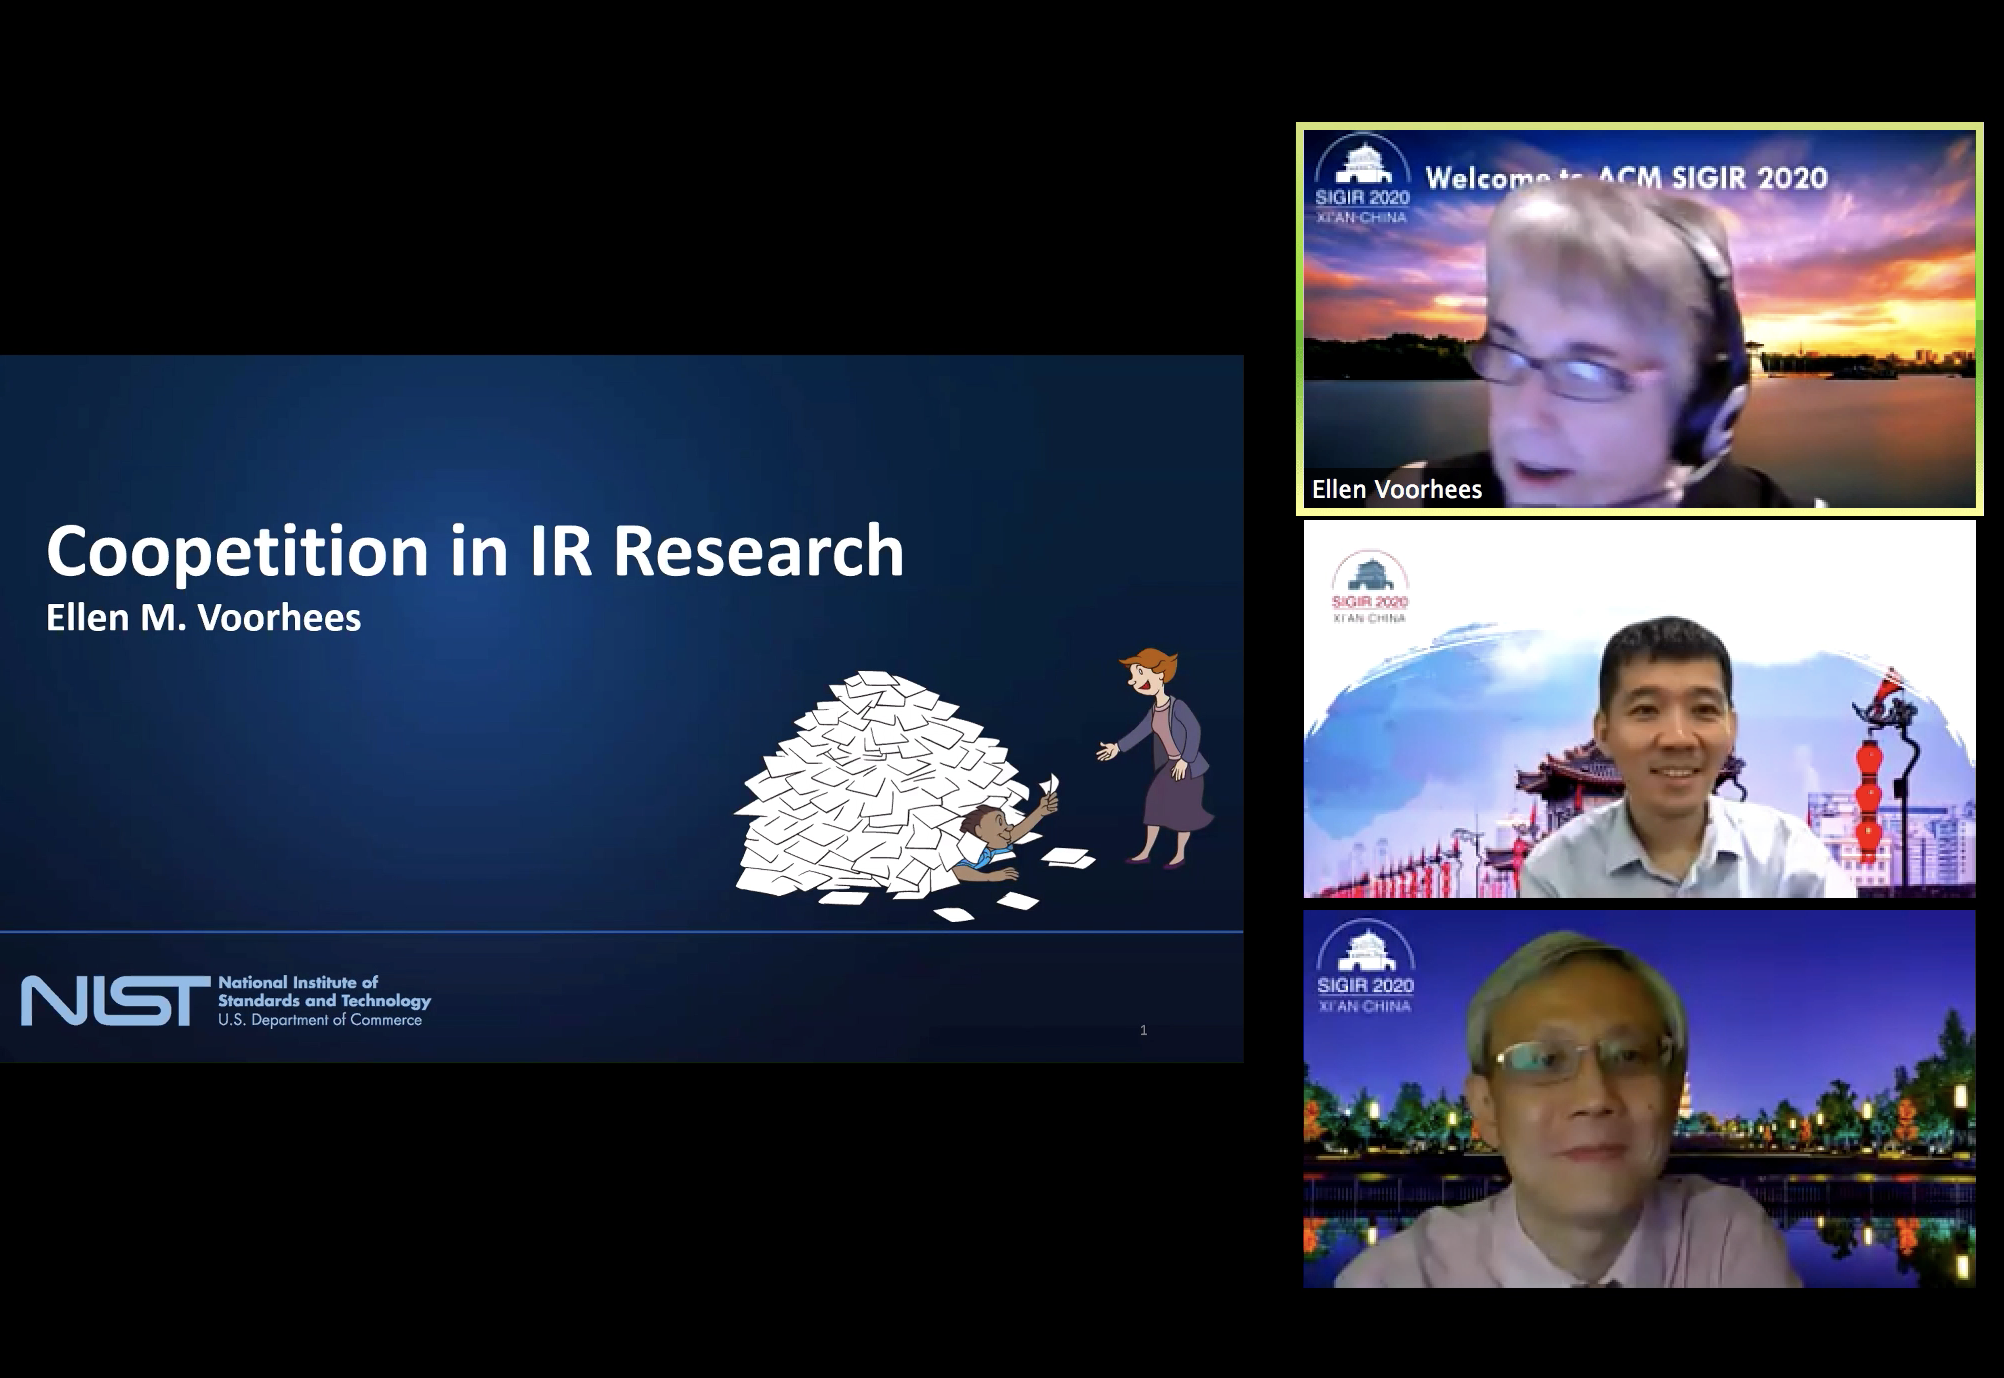 Coopetition in IR Research
Ellen M. Voorhees
NIST
National Institute of
Standards and Technology
U.S. Department of Commerce
1
SIGIR 2020
XI'AN·CHINA
Welcome to ACM SIGIR 2020
Ellen Voorhees
SIGIR 2020
XI'AN·CHINA
SIGIR 2020
XI'AN·CHINA